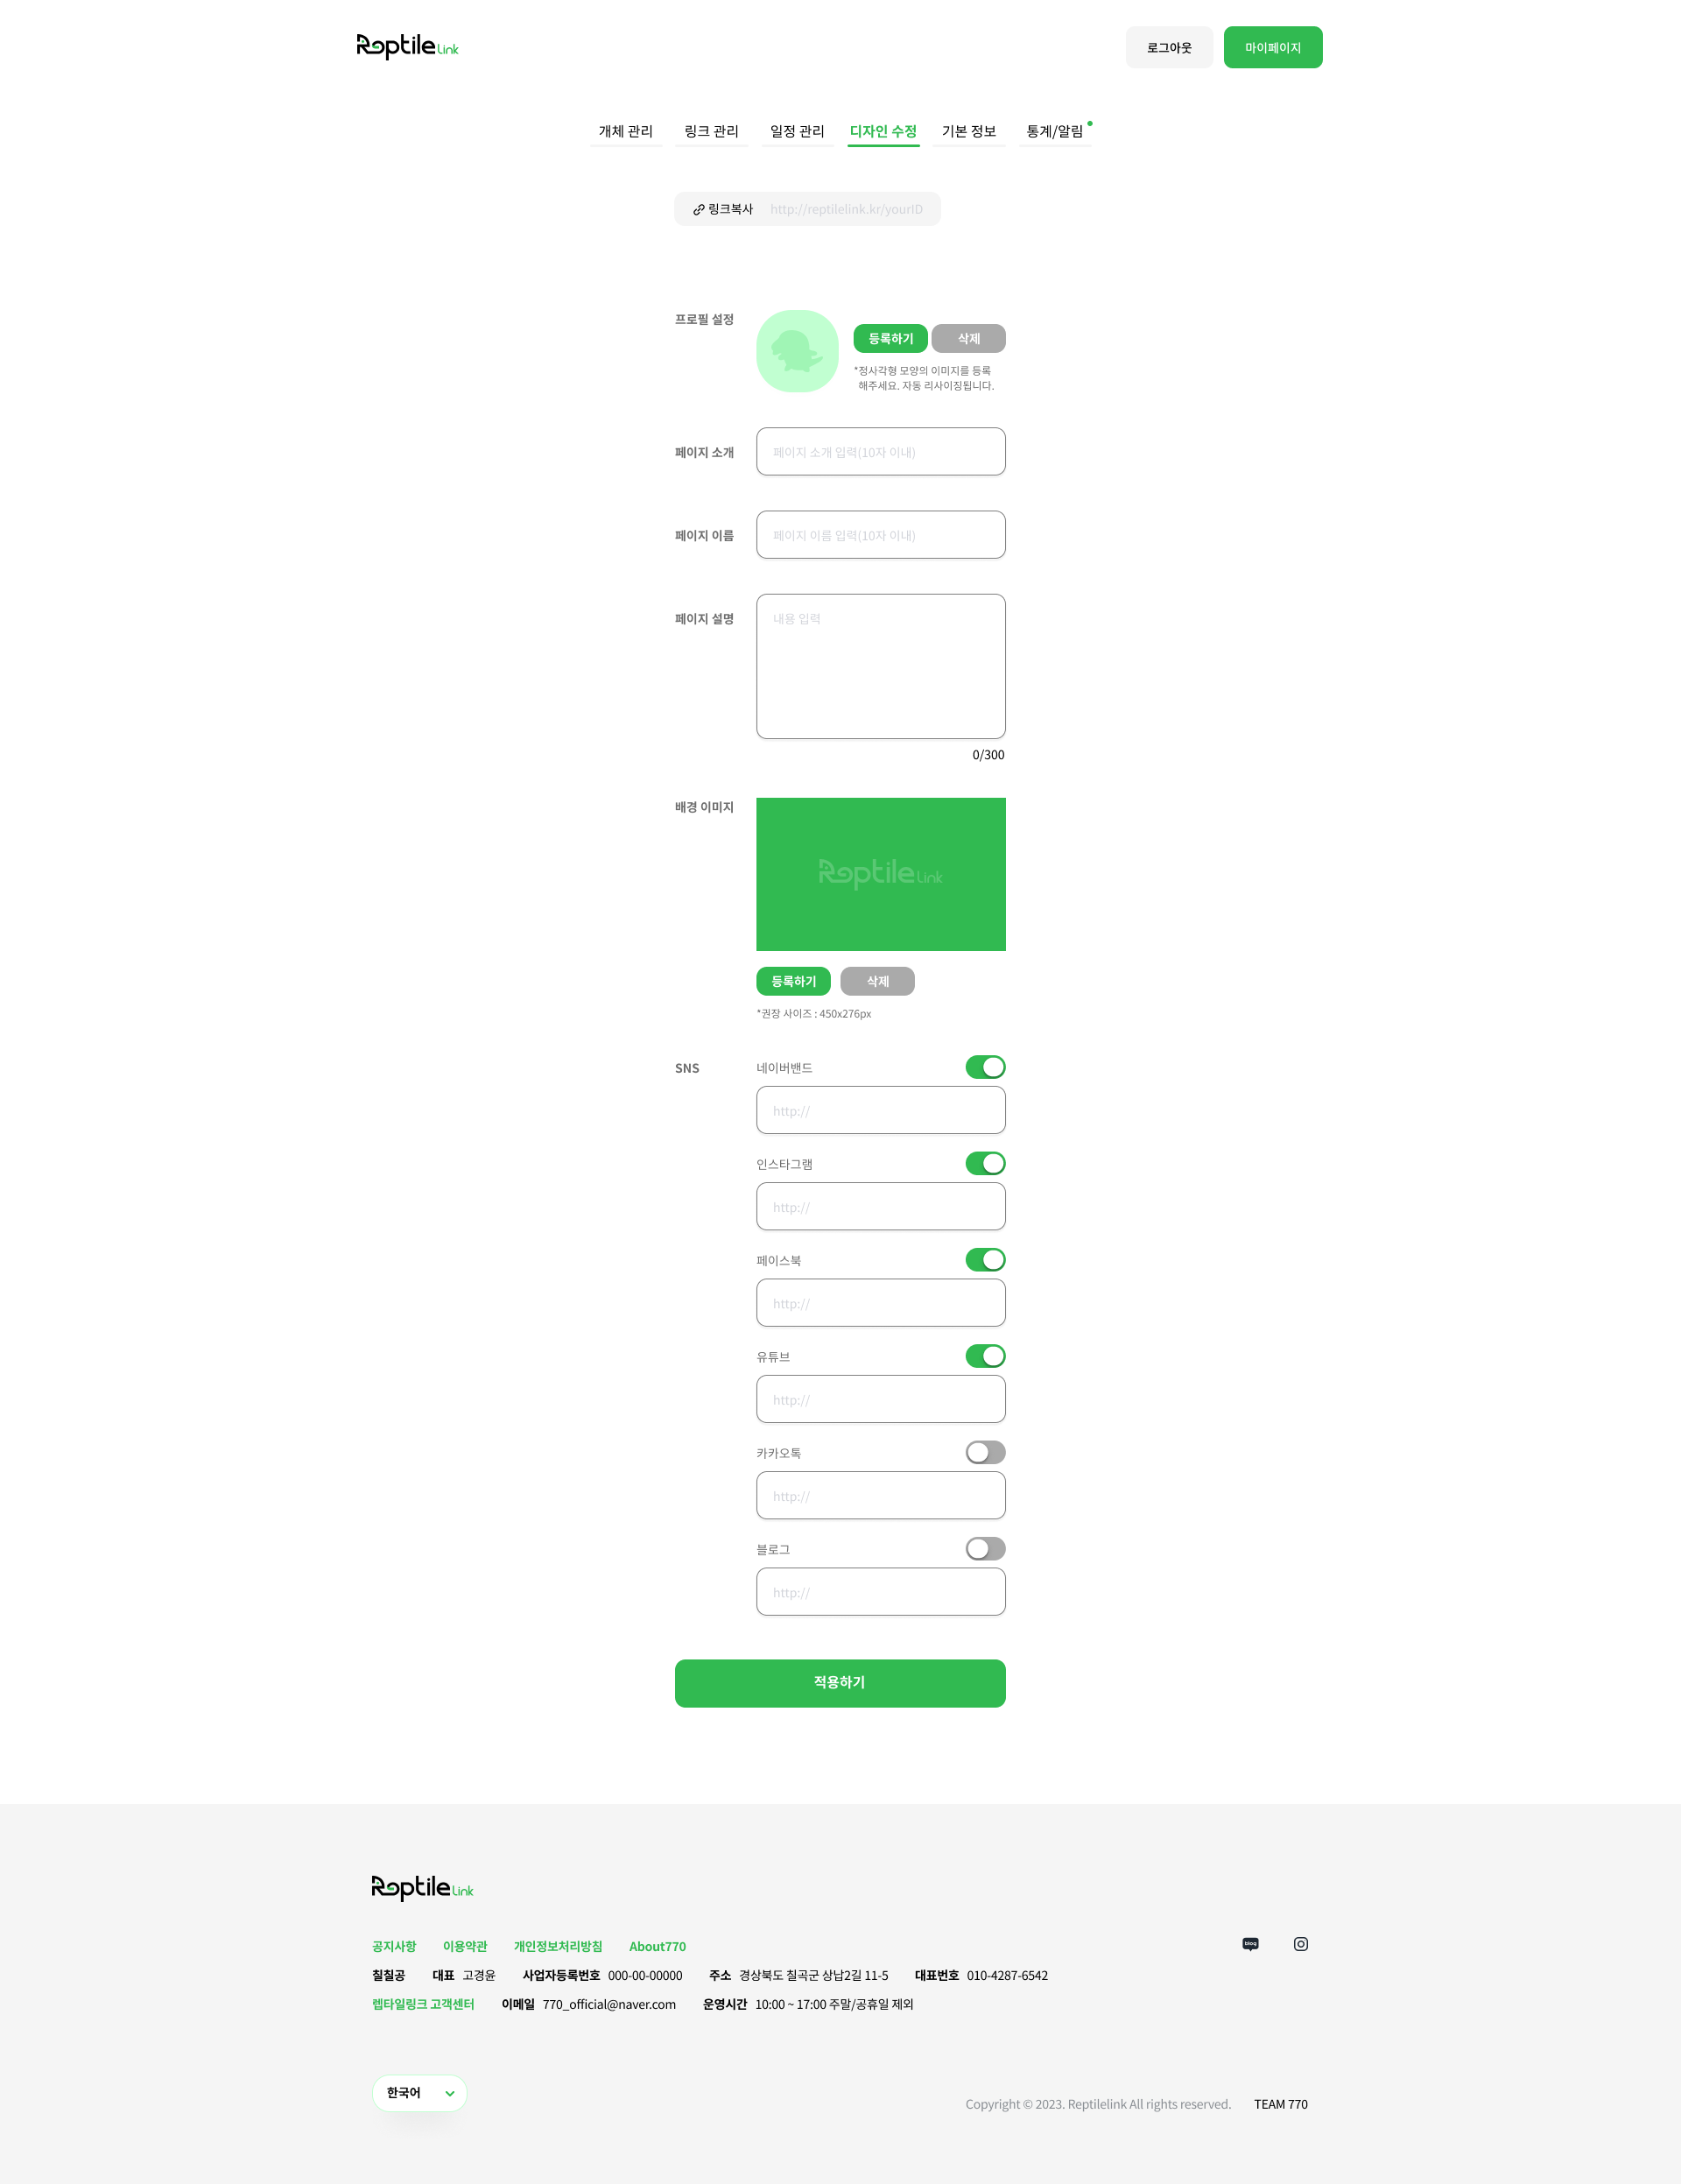 Reptile Link
로그아웃
마이페이지
개체 관리
링크 관리
일정 관리
디자인 수정
기본 정보
통계/알림
링크복사 http://reptilelink.kr/yourID
프로필 설정
등록하기
삭제
*정사각형 모양의 이미지를 등록
해주세요. 자동 리사이징됩니다.
페이지 소개
페이지 소개 입력(10자 이내)
페이지 이름
페이지 이름 입력(10자 이내)
페이지 설명
내용 입력
0/300
배경 이미지
Reptile Link
등록하기
삭제
*권장 사이즈 : 450x276px
SNS
네이버밴드
http://
인스타그램
http://
페이스북
http://
유튜브
http://
카카오톡
http://
블로그
http://
적용하기
Reptile Link
공지사항 이용약관 개인정보처리방침 About770
blog
칠칠공 대표 고경윤 사업자등록번호 000-00-00000 주소 경상북도 칠곡군 상납2길 11-5 대표번호 010-4287-6542
렙타일링크 고객센터 이메일 770_official@naver.com 운영시간 10:00 ~ 17:00 주말/공휴일 제외
한국어
Copyright © 2023. Reptilelink All rights reserved. TEAM 770